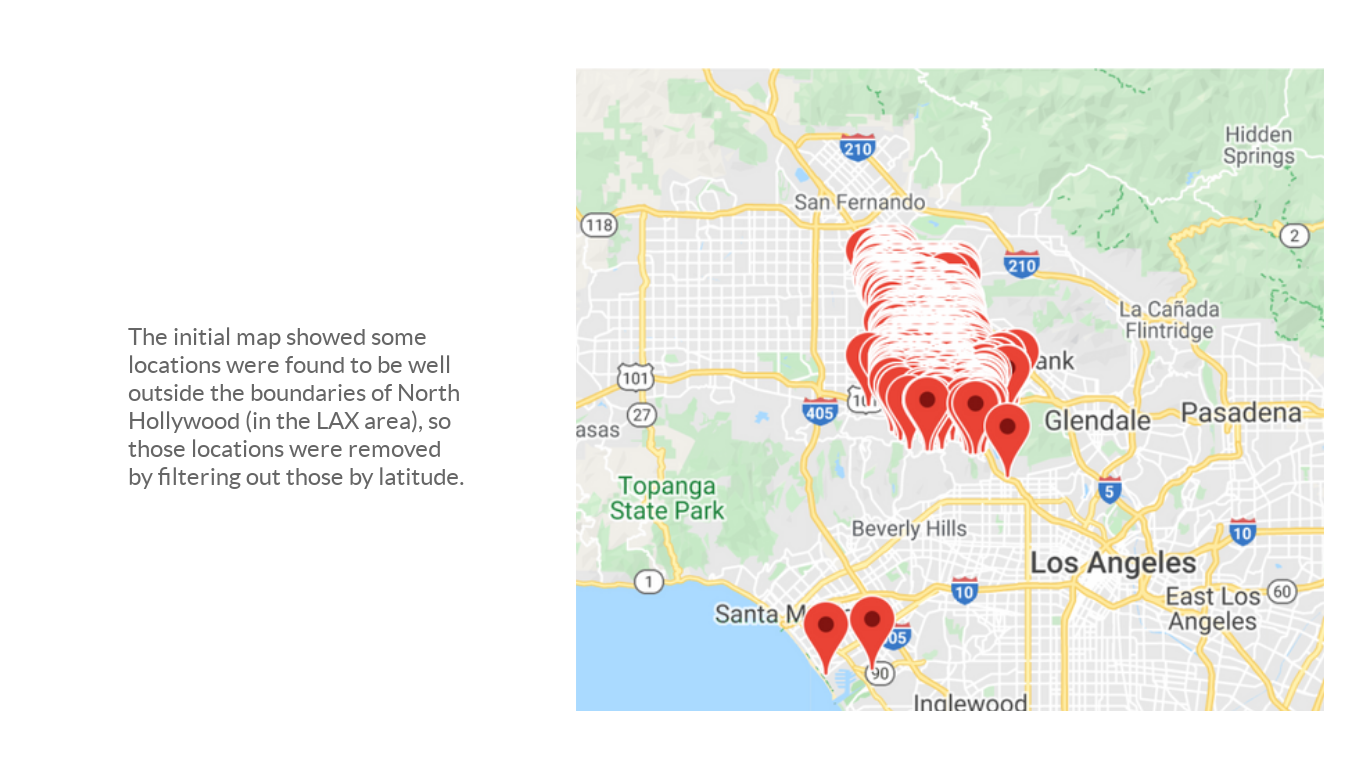 The initial map showed some
locations were found to be well
outside the boundaries of North
Hollywood (in the LAX area), so
those locations were removed
by filtering out those by latitude.
Hidden
Springs
210
San Fernando
118
2
210
La Cañada
Flintridge
ank
101
10
27
405
asas
Glendale
Pasadena
Topanga
State Park
5
Beverly Hills
10
Los Angeles
1
10
East Los
Angeles
60
Santa M
05
90
Inglewood